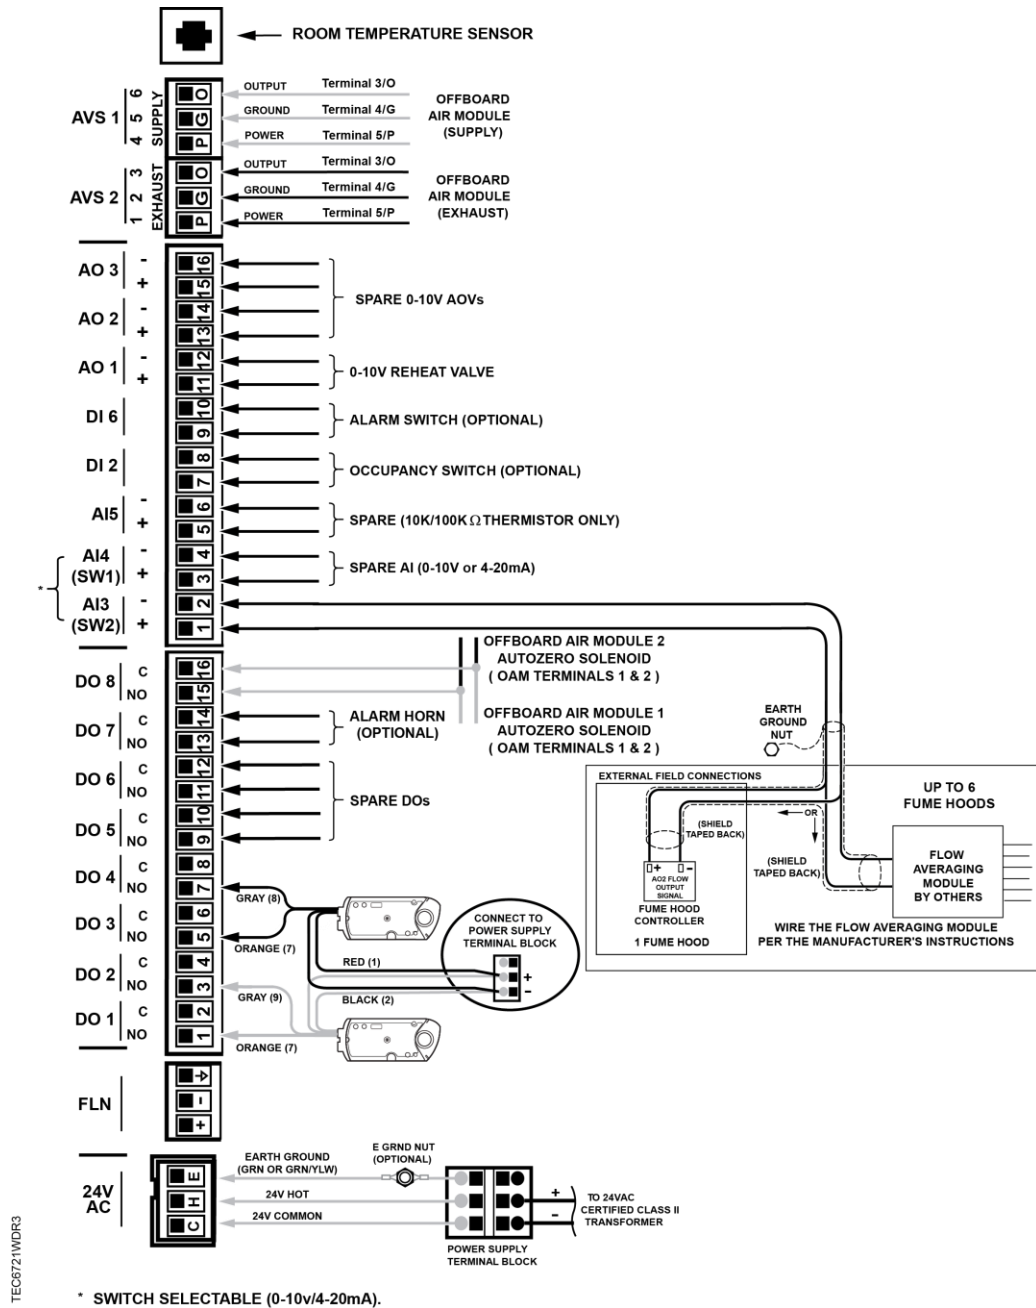 ROOM TEMPERATURE SENSOR
AVS 1
4 5 6
SUPPLY
O
G
P
OUTPUT
Terminal 3/O
GROUND
Terminal 4/G
POWER
Terminal 5/P
OFFBOARD
AIR MODULE
(SUPPLY)
AVS 2
1 2 3
EXHAUST
O
G
P
OUTPUT
Terminal 3/O
GROUND
Terminal 4/G
POWER
Terminal 5/P
OFFBOARD
AIR MODULE
(EXHAUST)
AO 3
-
+
16
15
AO 2
-
+
14
13
SPARE 0-10V AOVs
AO 1
-
+
12
11
0-10V REHEAT VALVE
DI 6
10
9
ALARM SWITCH (OPTIONAL)
DI 2
8
7
OCCUPANCY SWITCH (OPTIONAL)
AI5
-
+
6
5
SPARE (10K/100K Ω THERMISTOR ONLY)
*
AI4
(SW1)
-
+
4
3
SPARE AI (0-10V or 4-20mA)
AI3
(SW2)
-
+
2
1
DO 8
C
NO
16
15
OFFBOARD AIR MODULE 2
AUTOZERO SOLENOID
( OAM TERMINALS 1 & 2 )
OFFBOARD AIR MODULE 1
AUTOZERO SOLENOID
( OAM TERMINALS 1 & 2 )
DO 7
C
NO
14
13
ALARM HORN
(OPTIONAL)
DO 6
C
NO
12
11
DO 5
C
NO
10
9
SPARE DOs
DO 4
C
NO
8
7
GRAY (8)
DO 3
C
NO
6
5
ORANGE (7)
DO 2
C
NO
4
3
GRAY (9)
DO 1
C
NO
2
1
ORANGE (7)
RED (1)
BLACK (2)
CONNECT TO
POWER SUPPLY
TERMINAL BLOCK
+
-
EARTH
GROUND
NUT
EXTERNAL FIELD CONNECTIONS
UP TO 6
FUME HOODS
OR
(SHIELD
TAPED BACK)
(SHIELD
TAPED BACK)
+ -
AO2 FLOW
OUTPUT
SIGNAL
FUME HOOD
CONTROLLER
1 FUME HOOD
FLOW
AVERAGING
MODULE
BY OTHERS
WIRE THE FLOW AVERAGING MODULE
PER THE MANUFACTURER'S INSTRUCTIONS
FLN
-
+
24V
AC
E
H
C
EARTH GROUND
(GRN OR GRN/YLW)
E GRND NUT
(OPTIONAL)
24V HOT
24V COMMON
+
-
TO 24VAC
CERTIFIED CLASS II
TRANSFORMER
POWER SUPPLY
TERMINAL BLOCK
TEC6721WDR3
* SWITCH SELECTABLE (0-10v/4-20mA).